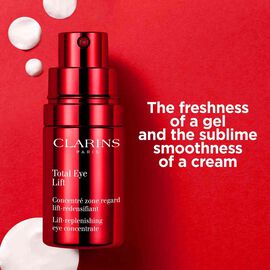 CLARINS
PARIS
Total Eye
Lift
Concentré zone regard
lift-redensifiant
Lift-replenishing
eye concentrate
The freshness
of a gel
and the sublime
smoothness
of a cream